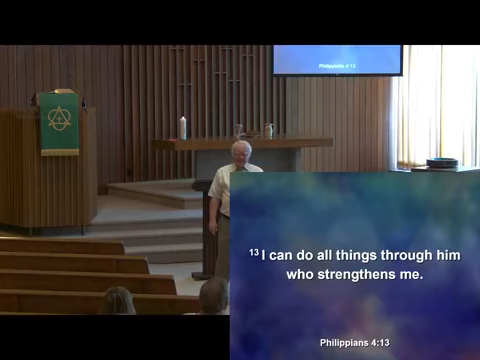 Philippians 4:13
13 I can do all things through him
who strengthens me.
Philippians 4:13